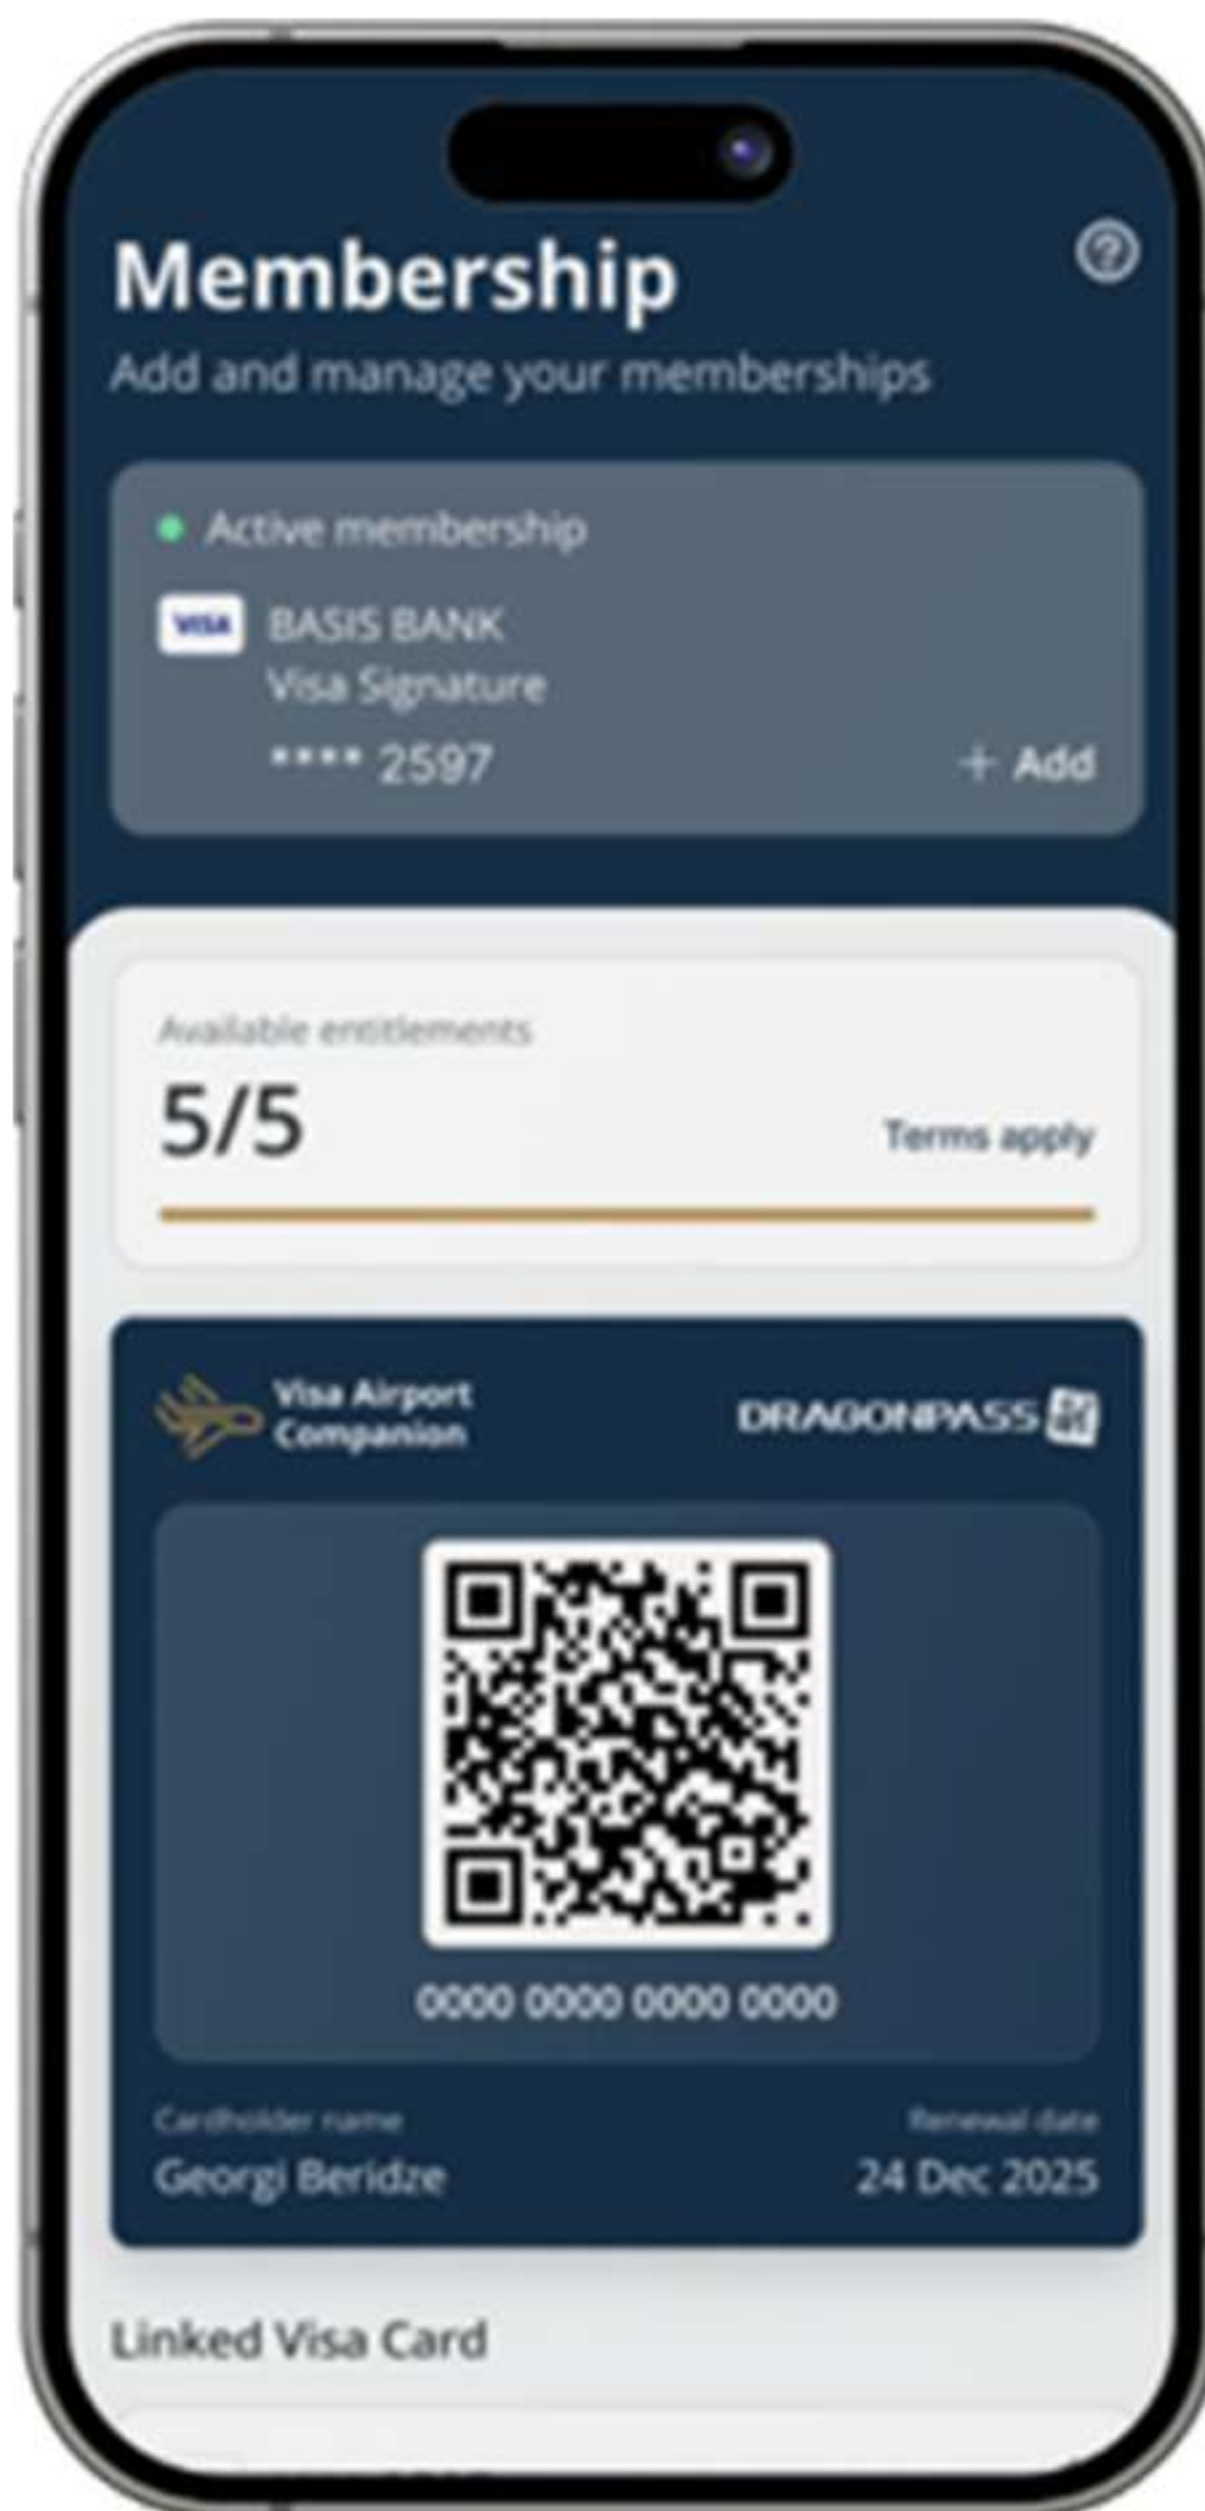 Membership
Add and manage your memberships
Active membership
VISA
BASIS BANK
Visa Signature
**** 2597
+ Add
Available entitlements
5/5
Terms apply
Visa Airport
Companion
DRAGONPASS
0000 0000 0000 0000
Cardholder name
Renewal date
Georgi Beridze
24 Dec 2025
Linked Visa Card